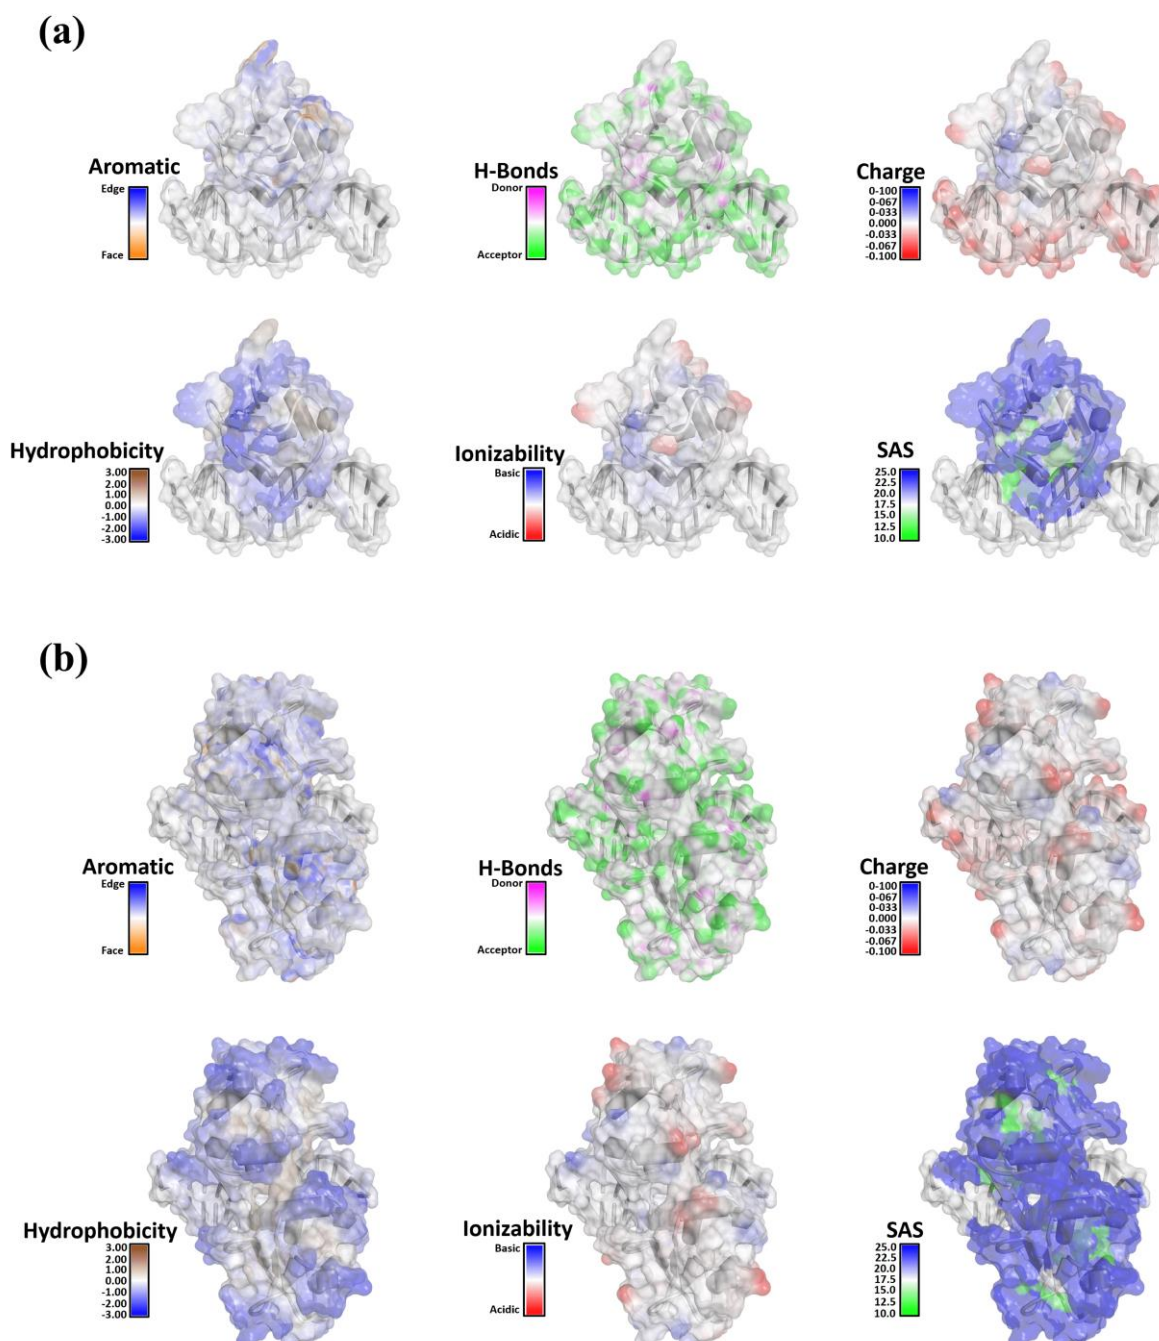 (a)
Aromatic
Edge
Face
H-Bonds
Donor
Acceptor
Charge
0-100
0-067
0-033
0.000
-0.033
-0.067
-0.100
Hydrophobicity
3.00
2.00
1.00
0.00
-1.00
-2.00
-3.00
Ionizability
Basic
Acidic
SAS
25.0
22.5
20.0
17.5
15.0
12.5
10.0
(b)
Aromatic
Edge
Face
H-Bonds
Donor
Acceptor
Charge
0-100
0-067
0-033
0.000
-0.033
-0.067
-0.100
Hydrophobicity
3.00
2.00
1.00
0.00
-1.00
-2.00
-3.00
Ionizability
Basic
Acidic
SAS
25.0
22.5
20.0
17.5
15.0
12.5
10.0